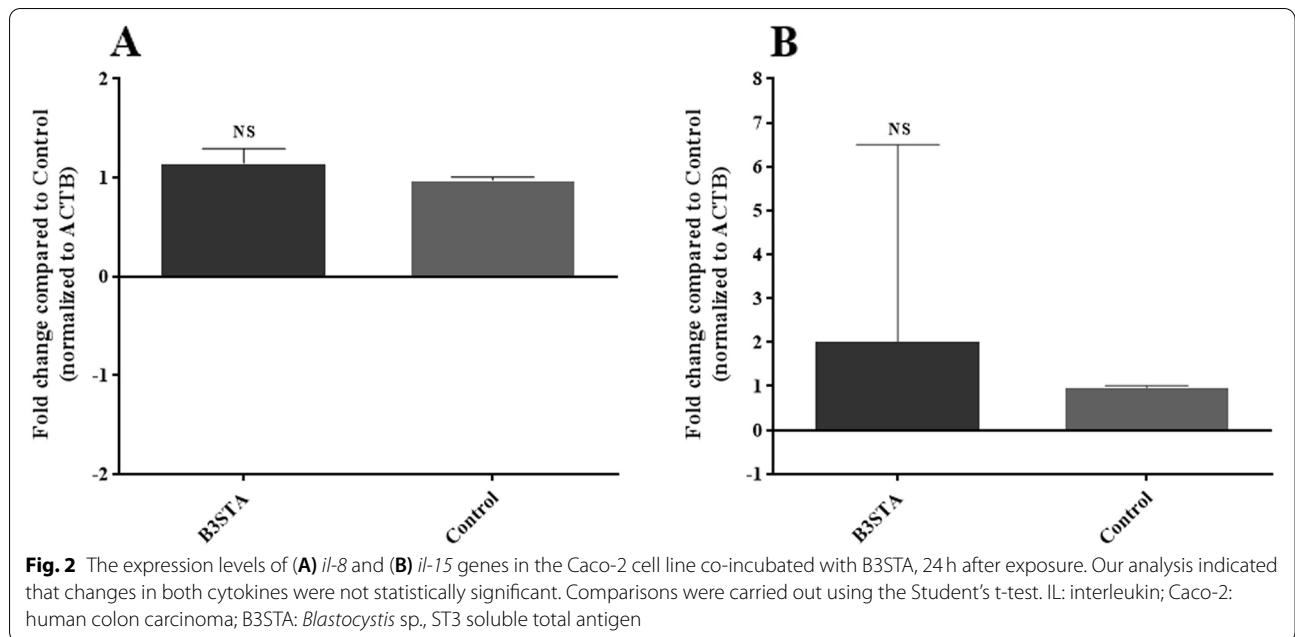 A
Fold change compared to Control
(normalized to ACTB)
2
1
0
-1
-2
NS
B3STA
Control
B
Fold change compared to Control
(normalized to ACTB)
8
7
6
5
4
3
2
1
0
-1
NS
B3STA
Control
Fig. 2 The expression levels of (A) il-8 and (B) il-15 genes in the Caco-2 cell line co-incubated with B3STA, 24 h after exposure. Our analysis indicated
that changes in both cytokines were not statistically significant. Comparisons were carried out using the Student's t-test. IL: interleukin; Caco-2:
human colon carcinoma; B3STA: Blastocystis sp., ST3 soluble total antigen